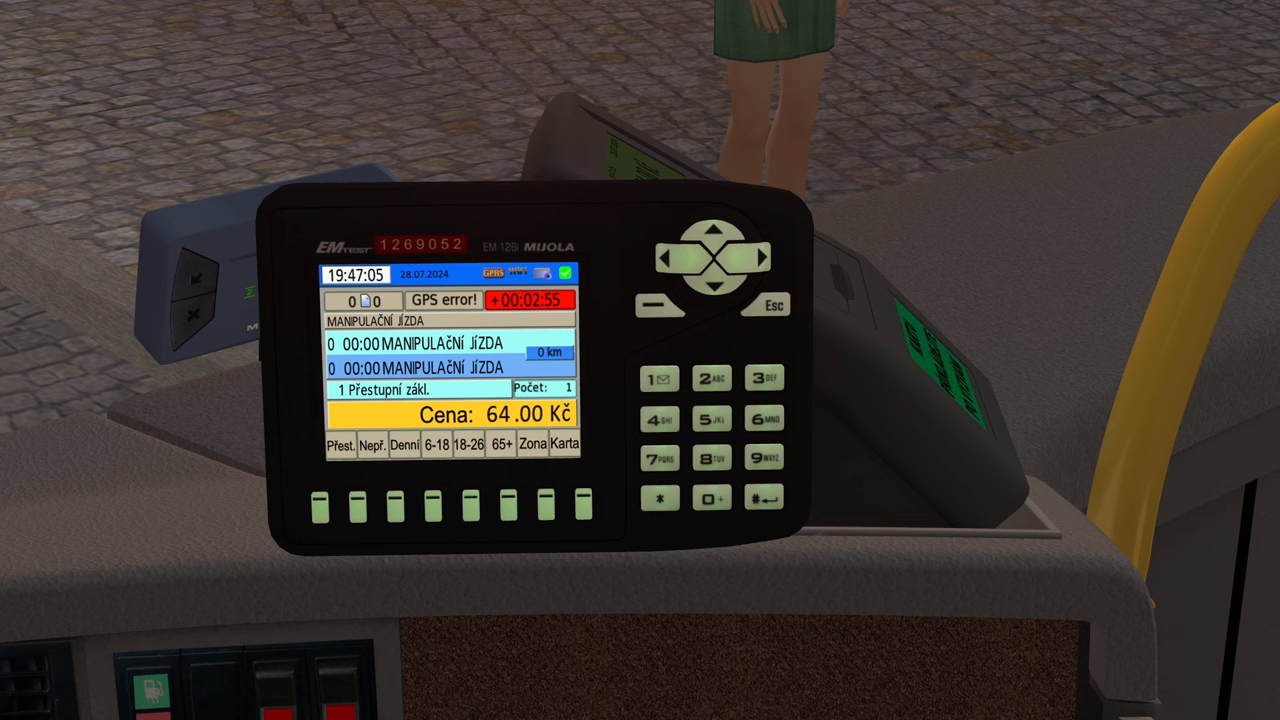 EMTEST 1269052 EM 126i MIJOLA
19:47:05 28.07.2024 GPRS WiFi
0 0 GPS error! +00:02:55
MANIPULAČNÍ JÍZDA
0 00:00 MANIPULAčNÍ JÍZDA
0 km
0 00:00 MANIPULAčNÍ JÍZDA
1 Přestupní zákl. Počet: 1
Cena: 64.00 Kč
Přest. Nepř. Denní 6-18 18-26 65+ Zona Karta
Esc
1 2ABC 3DEF
4GHI 5JKL 6MNO
7PQRS 8TUV 9WXYZ
* 0+ #